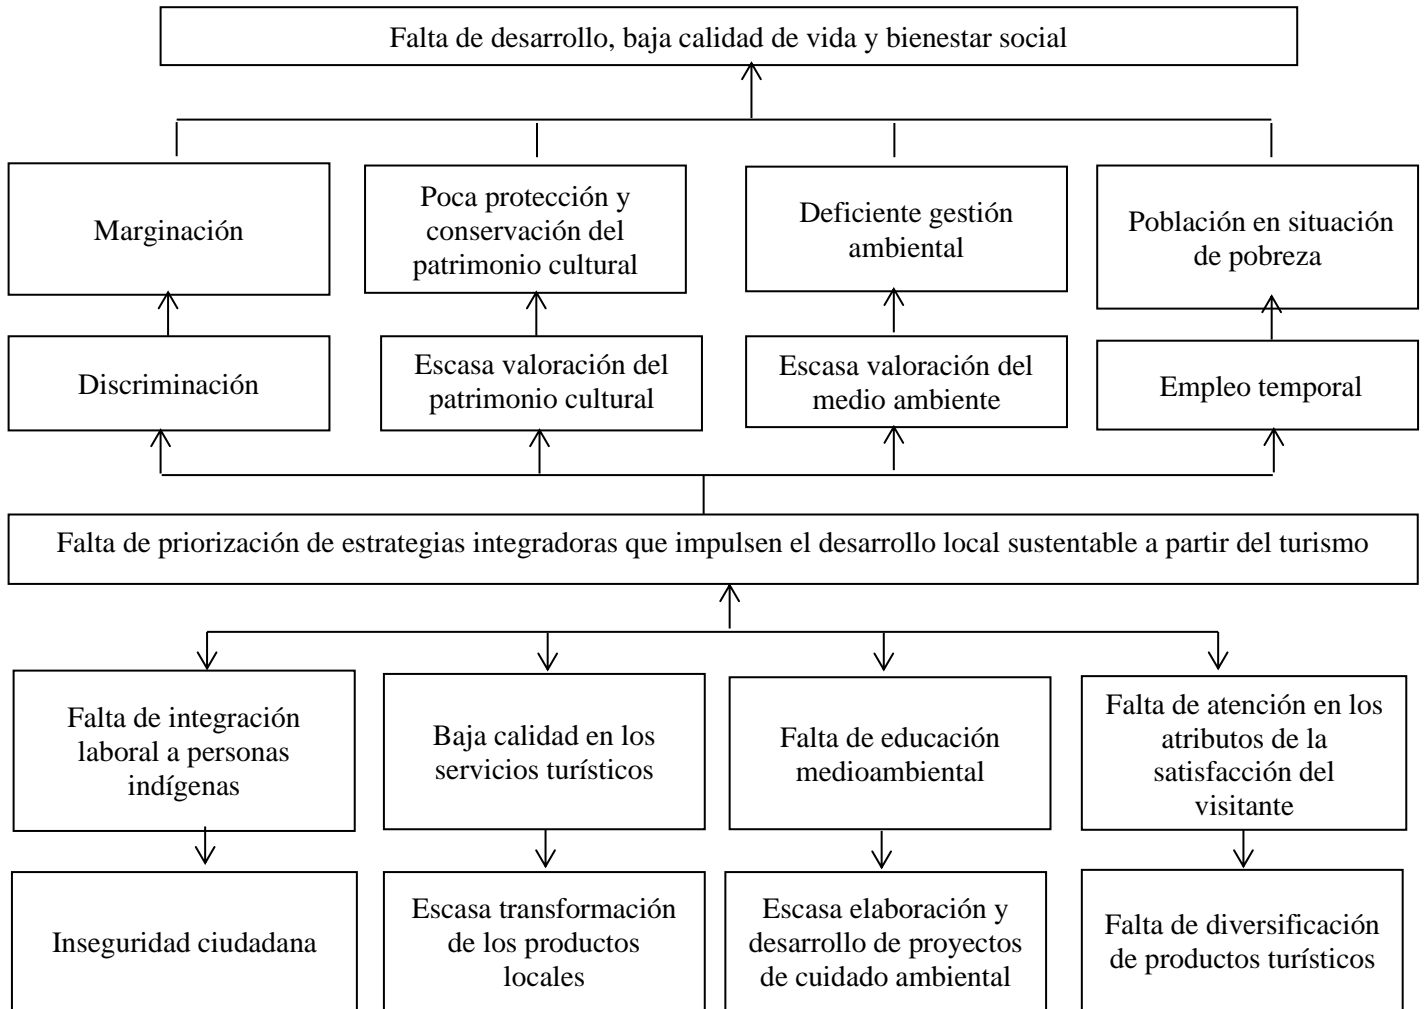 Falta de desarrollo, baja calidad de vida y bienestar social
Marginación
Poca protección y
conservación del
patrimonio cultural
Deficiente gestión
ambiental
Población en situación
de pobreza
Discriminación
Escasa valoración del
patrimonio cultural
Escasa valoración del
medio ambiente
Empleo temporal
Falta de priorización de estrategias integradoras que impulsen el desarrollo local sustentable a partir del turismo
Falta de integración
laboral a personas
indígenas
Baja calidad en los
servicios turísticos
Falta de educación
medioambiental
Falta de atención en los
atributos de la
satisfacción del
visitante
Inseguridad ciudadana
Escasa transformación
de los productos
locales
Escasa elaboración y
desarrollo de proyectos
de cuidado ambiental
Falta de diversificación
de productos turísticos